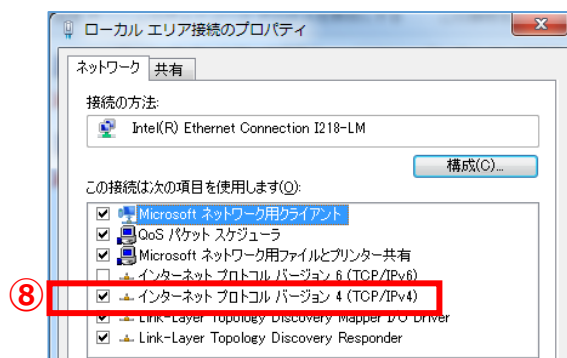 ローカル エリア接続のプロパティ
ネットワーク 共有
接続の方法:
Intel(R) Ethernet Connection I218-LM
構成(C)...
この接続は次の項目を使用します(O):
Microsoft ネットワーク用クライアント
QoS パケット スケジューラ
Microsoft ネットワーク用ファイルとプリンター共有
インターネット プロトコル バージョン 6 (TCP/IPv6)
⑧ インターネット プロトコル バージョン 4 (TCP/IPv4)
Link-Layer Topology Discovery Mapper I/O Driver
Link-Layer Topology Discovery Responder